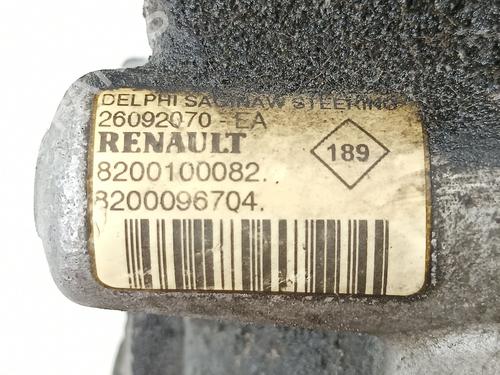 DELPHI SAGINAW STEERING
26092070-EA
RENAULT
189
8200100082.
8200096704.